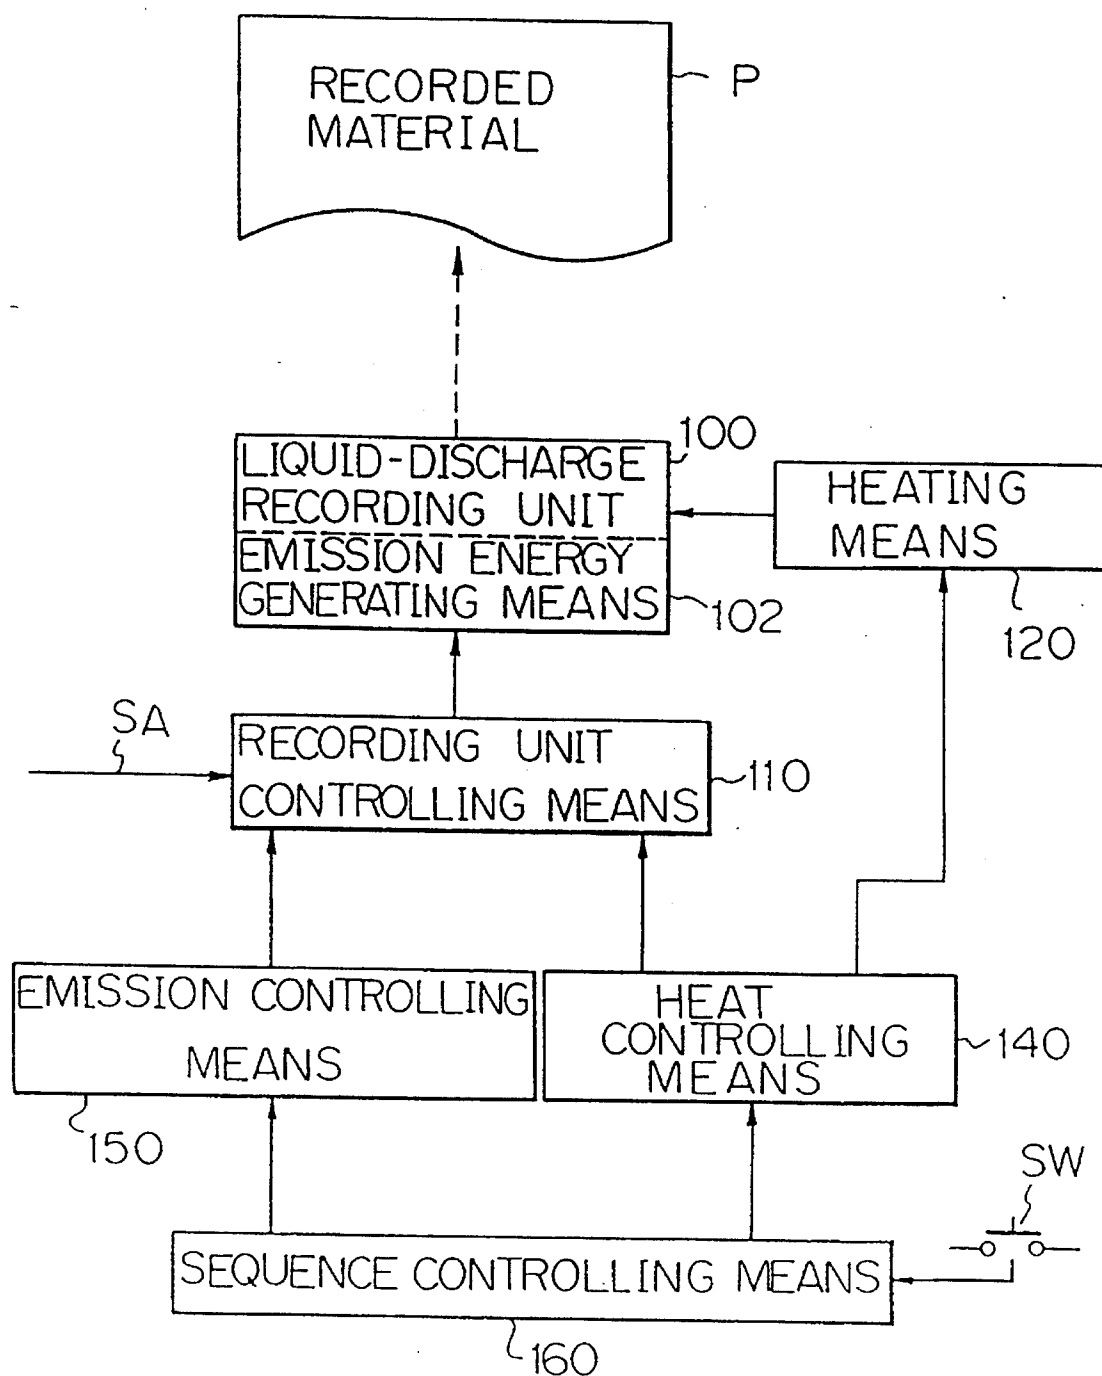 RECORDED
MATERIAL
P
100
LIQUID-DISCHARGE
RECORDING UNIT
EMISSION ENERGY
GENERATING MEANS
102
HEATING
MEANS
120
SA
RECORDING UNIT
CONTROLLING MEANS
110
EMISSION CONTROLLING
MEANS
150
HEAT
CONTROLLING
MEANS
140
SW
SEQUENCE CONTROLLING MEANS
160